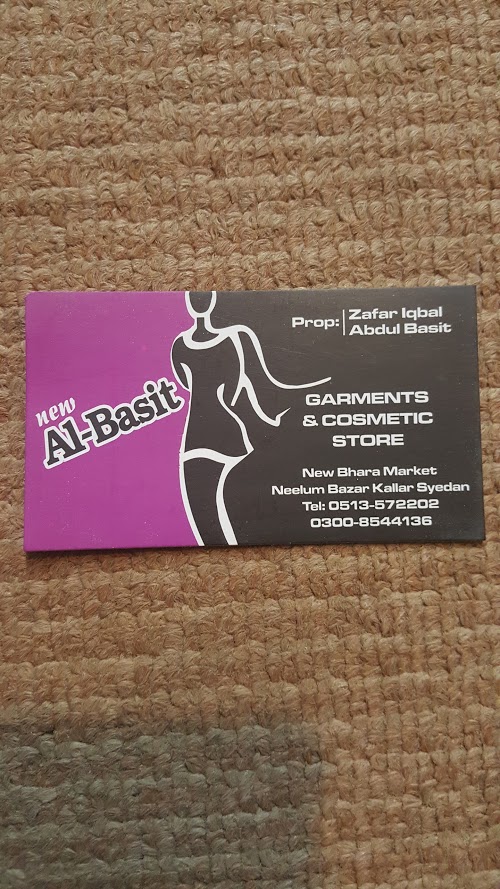 new
Al-Basit
Prop: Zafar Iqbal
Abdul Basit
GARMENTS
& COSMETIC
STORE
New Bhara Market
Neelum Bazar Kallar Syedan
Tel: 0513-572202
0300-8544136